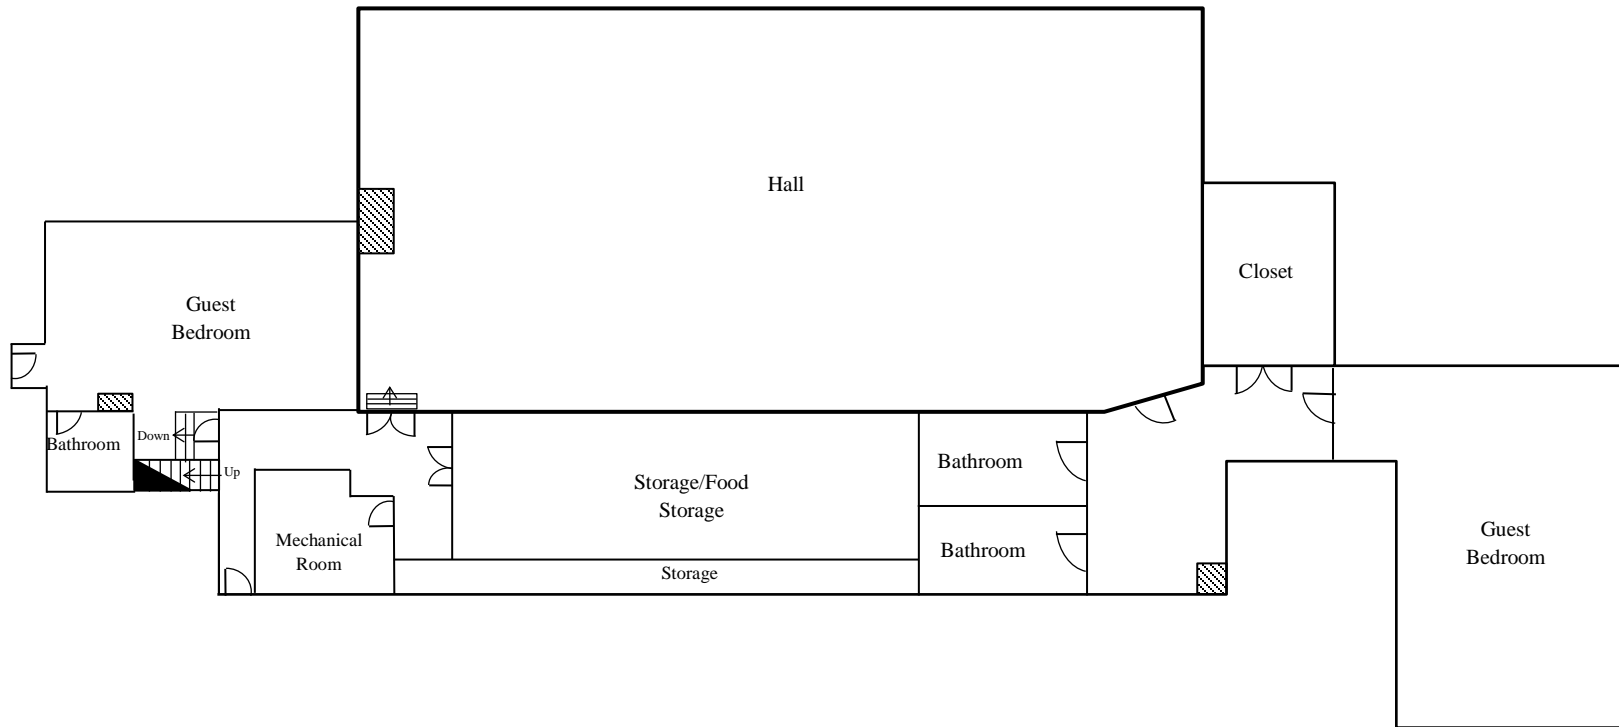 Hall
Closet
Guest
Bedroom
Bathroom
Down
Up
Bathroom
Storage/Food
Storage
Mechanical
Room
Bathroom
Storage
Guest
Bedroom